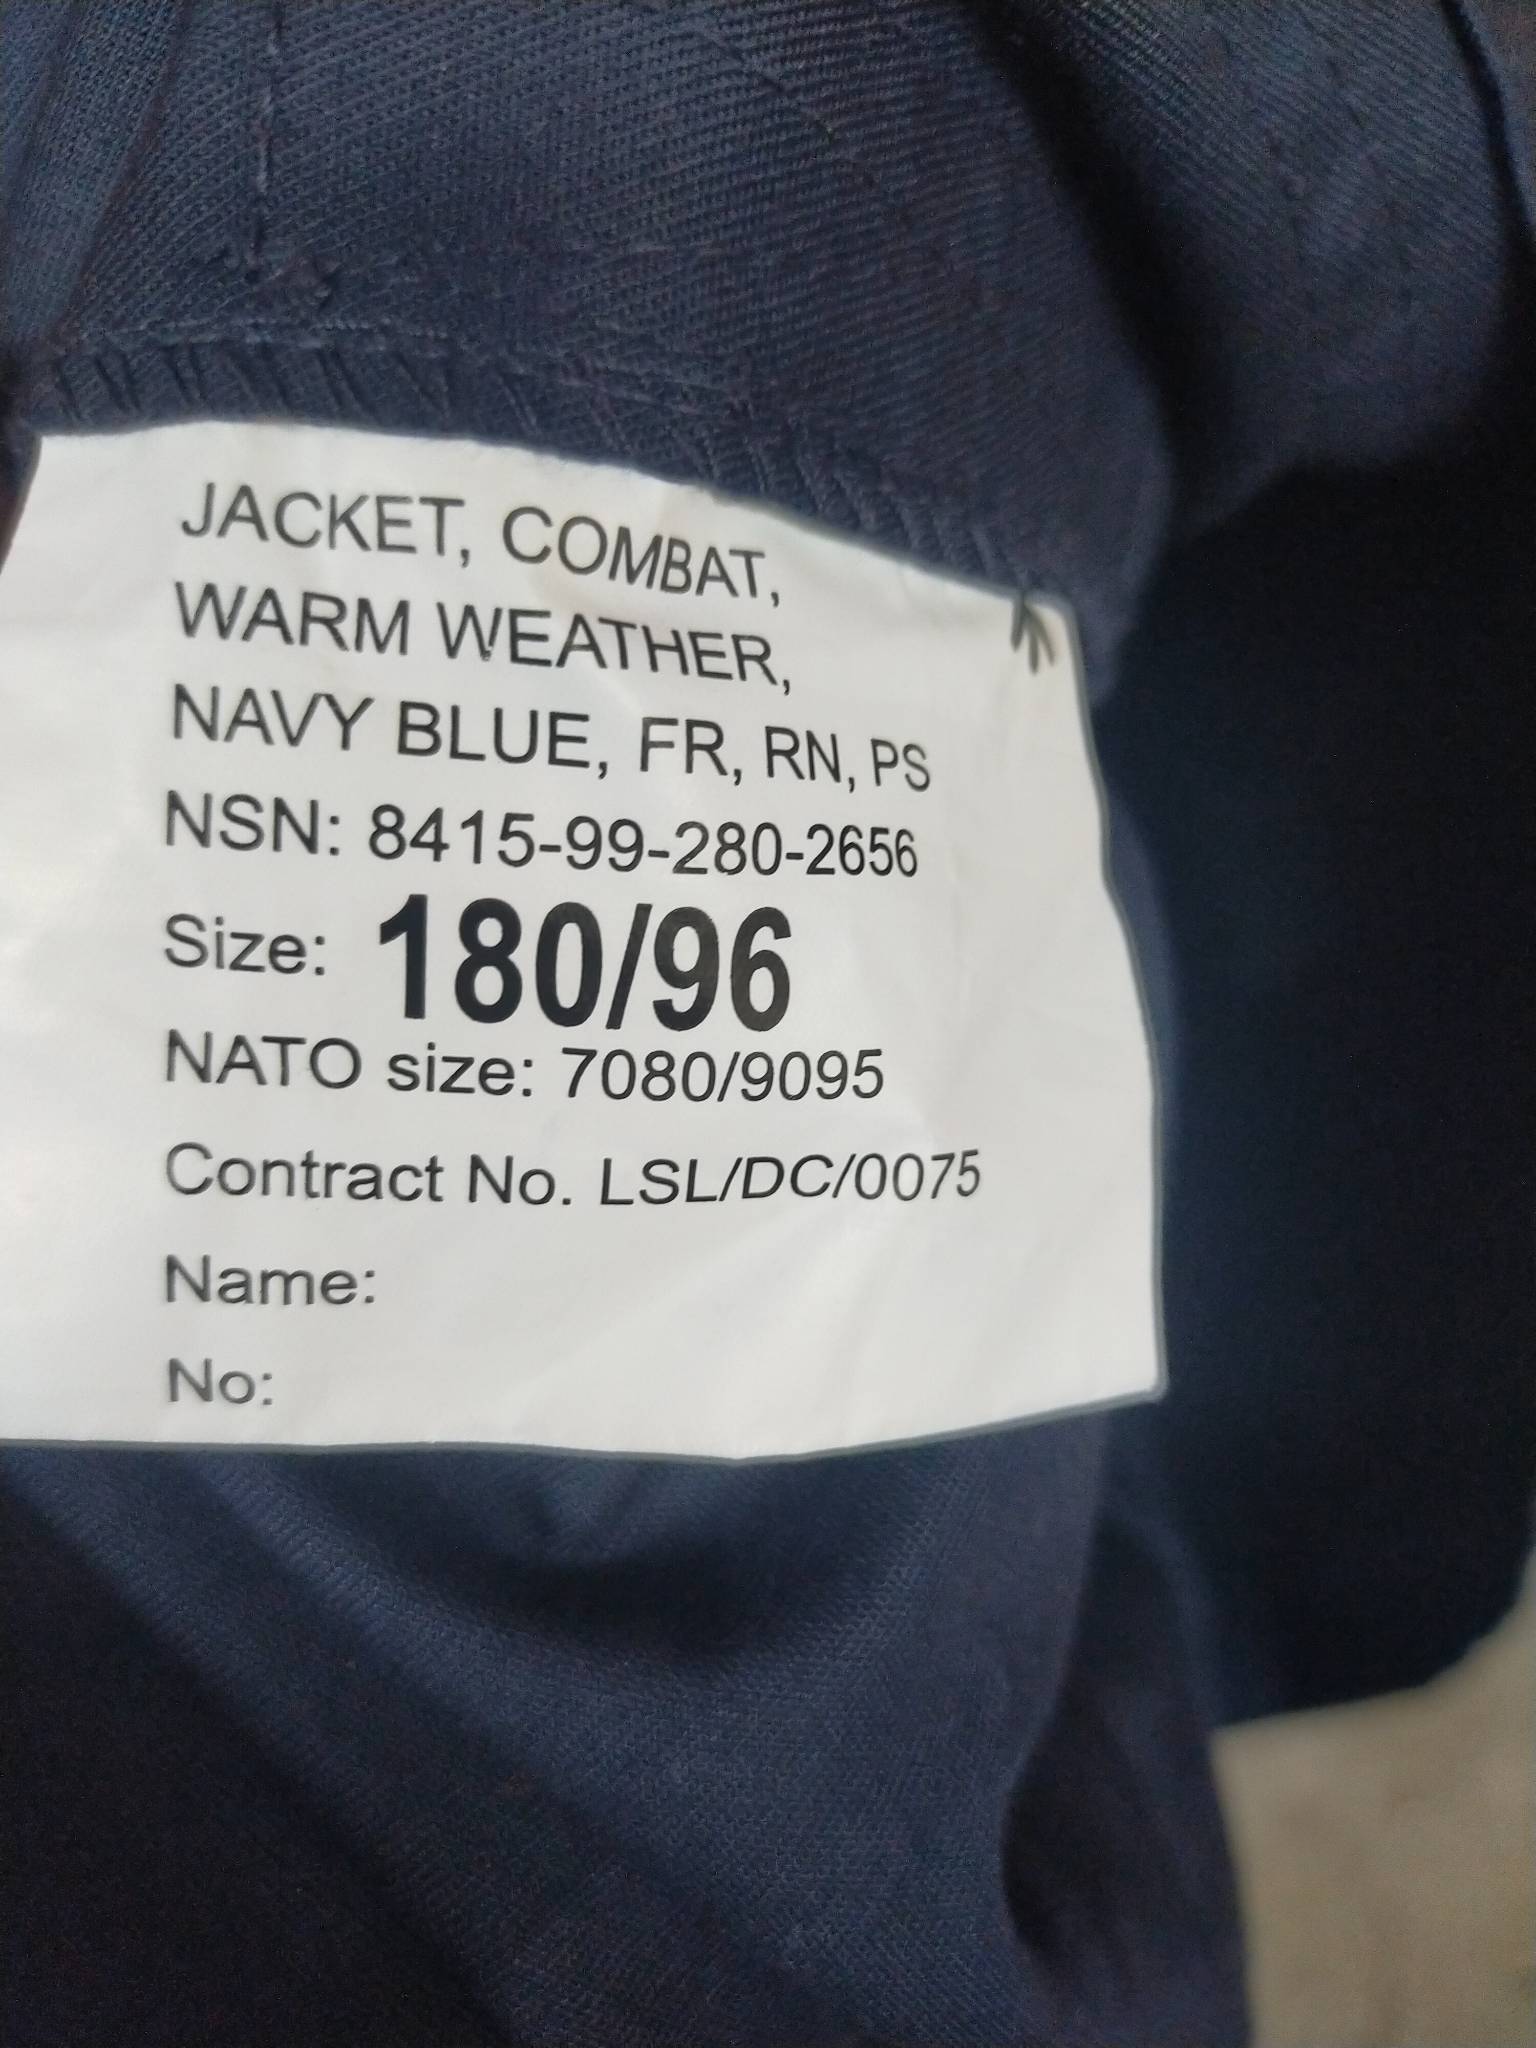 JACKET, COMBAT,
WARM WEATHER,
NAVY BLUE, FR, RN, PS
NSN: 8415-99-280-2656
Size: 180/96
NATO size: 7080/9095
Contract No. LSL/DC/0075
Name:
No: